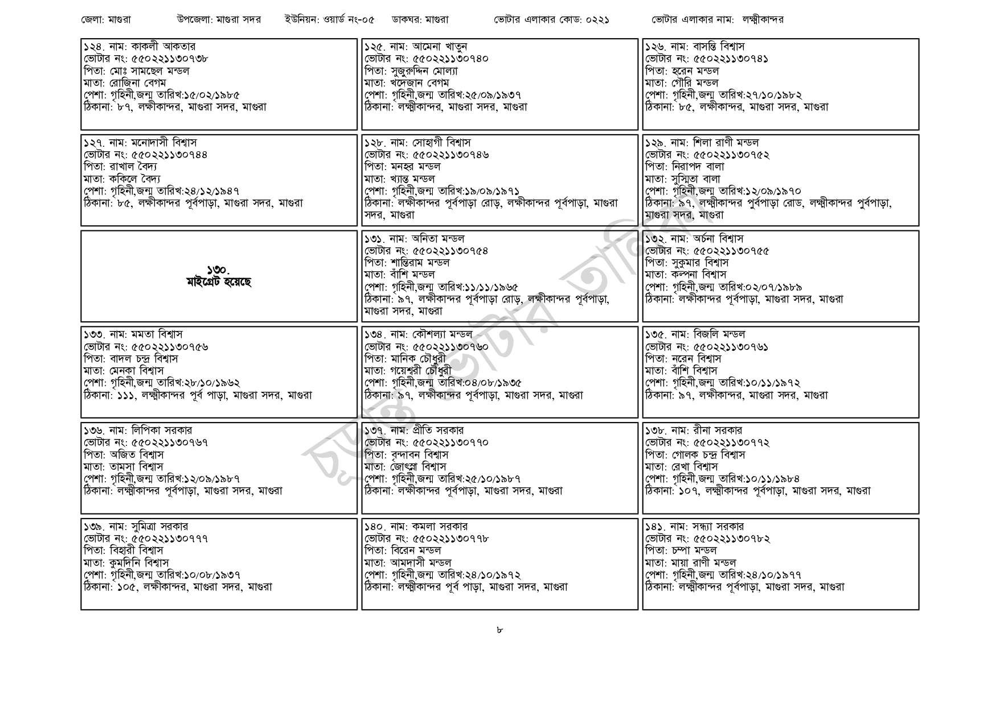 জেলা: মাগুরা উপজেলা: মাগুরা সদর ইউনিয়ন: ওয়ার্ড নং-০৫ ডাকঘর: মাগুরা ভোটার এলাকার কোড: ০২২১ ভোটার এলাকার নাম: লক্ষ্মীকান্দর
১২৪. নাম: কাকলী আকতার
ভোটার নং: ৫৫০২২১১৩০৭৩৮
পিতা: মোঃ সামছেল মন্ডল
মাতা: রোজিনা বেগম
পেশা: গৃহিনী,জন্ম তারিখ:১৫/০২/১৯৮৫
ঠিকানা: ৮৭, লক্ষীকান্দর, মাগুরা সদর, মাগুরা
১২৫. নাম: আমেনা খাতুন
ভোটার নং: ৫৫০২২১১৩০৭৪০
পিতা: সুজুরুদ্দিন মোল্যা
মাতা: খদেজান বেগম
পেশা: গৃহিনী,জন্ম তারিখ:২৫/০৯/১৯৩৭
ঠিকানা: লক্ষ্মীকান্দর, মাগুরা সদর, মাগুরা
১২৬. নাম: বাসন্তি বিশ্বাস
ভোটার নং: ৫৫০২২১১৩০৭৪১
পিতা: হরেন মন্ডল
মাতা: গৌরি মন্ডল
পেশা: গৃহিনী,জন্ম তারিখ:২৭/১০/১৯৮২
ঠিকানা: ৮৫, লক্ষীকান্দর, মাগুরা সদর, মাগুরা
১২৭. নাম: মনোদাসী বিশ্বাস
ভোটার নং: ৫৫০২২১১৩০৭৪৪
পিতা: রাখাল বৈদ্য
মাতা: ককিলে বৈদ্য
পেশা: গৃহিনী,জন্ম তারিখ:২৪/১২/১৯৪৭
ঠিকানা: ৮৫, লক্ষীকান্দর পূর্বপাড়া, মাগুরা সদর, মাগুরা
১২৮. নাম: সোহাগী বিশ্বাস
ভোটার নং: ৫৫০২২১১৩০৭৪৬
পিতা: মনহর মন্ডল
মাতা: খ্যান্ত মন্ডল
পেশা: গৃহিনী,জন্ম তারিখ:১৯/০৯/১৯৭১
ঠিকানা: লক্ষীকান্দর পূর্বপাড়া রোড়, লক্ষীকান্দর পূর্বপাড়া, মাগুরা
সদর, মাগুরা
১২৯. নাম: শিলা রাণী মন্ডল
ভোটার নং: ৫৫০২২১১৩০৭৫২
পিতা: নিরাপদ বালা
মাতা: সুস্মিতা বালা
পেশা: গৃহিনী,জন্ম তারিখ:১২/০৯/১৯৭০
ঠিকানা: ৯৭, লক্ষ্মীকান্দর পুর্বপাড়া রোড, লক্ষ্মীকান্দর পুর্বপাড়া,
মাগুরা সদর, মাগুরা
১৩০.
মাইগ্রেট হয়েছে
১৩১. নাম: অনিতা মন্ডল
ভোটার নং: ৫৫০২২১১৩০৭৫৪
পিতা: শান্তিরাম মন্ডল
মাতা: বাঁশি মন্ডল
পেশা: গৃহিনী,জন্ম তারিখ:১১/১১/১৯৬৫
ঠিকানা: ৯৭, লক্ষীকান্দর পূর্বপাড়া রোড়, লক্ষীকান্দর পূর্বপাড়া,
মাগুরা সদর, মাগুরা
১৩২. নাম: অর্চনা বিশ্বাস
ভোটার নং: ৫৫০২২১১৩০৭৫৫
পিতা: সুকুমার বিশ্বাস
মাতা: কল্পনা বিশ্বাস
পেশা: গৃহিনী,জন্ম তারিখ:০২/০৭/১৯৮৯
ঠিকানা: লক্ষীকান্দর পূর্বপাড়া, মাগুরা সদর, মাগুরা
১৩৩. নাম: মমতা বিশ্বাস
ভোটার নং: ৫৫০২২১১৩০৭৫৬
পিতা: বাদল চন্দ্র বিশ্বাস
মাতা: মেনকা বিশ্বাস
পেশা: গৃহিনী,জন্ম তারিখ:২৮/১০/১৯৬২
ঠিকানা: ১১১, লক্ষ্মীকান্দর পূর্ব পাড়া, মাগুরা সদর, মাগুরা
১৩৪. নাম: কৌশল্যা মন্ডল
ভোটার নং: ৫৫০২২১১৩০৭৬০
পিতা: মানিক চৌধুরী
মাতা: গয়েশ্বরী চৌধুরী
পেশা: গৃহিনী,জন্ম তারিখ:০৪/০৮/১৯৩৫
ঠিকানা: ৯৭, লক্ষীকান্দর পূর্বপাড়া, মাগুরা সদর, মাগুরা
১৩৫. নাম: বিজলি মন্ডল
ভোটার নং: ৫৫০২২১১৩০৭৬১
পিতা: নরেন বিশ্বাস
মাতা: বাঁশি বিশ্বাস
পেশা: গৃহিনী,জন্ম তারিখ:১০/১১/১৯৭২
ঠিকানা: ৯৭, লক্ষীকান্দর, মাগুরা সদর, মাগুরা
১৩৬. নাম: লিপিকা সরকার
ভোটার নং: ৫৫০২২১১৩০৭৬৭
পিতা: অজিত বিশ্বাস
মাতা: তামসা বিশ্বাস
পেশা: গৃহিনী,জন্ম তারিখ:১২/০৯/১৯৮৭
ঠিকানা: লক্ষ্মীকান্দর পূর্বপাড়া, মাগুরা সদর, মাগুরা
১৩৭. নাম: প্রীতি সরকার
ভোটার নং: ৫৫০২২১১৩০৭৭০
পিতা: বৃন্দাবন বিশ্বাস
মাতা: জোৎস্না বিশ্বাস
পেশা: গৃহিনী,জন্ম তারিখ:২৫/১০/১৯৮৭
ঠিকানা: লক্ষীকান্দর পূর্বপাড়া, মাগুরা সদর, মাগুরা
১৩৮. নাম: রীনা সরকার
ভোটার নং: ৫৫০২২১১৩০৭৭২
পিতা: গোলক চন্দ্র বিশ্বাস
মাতা: রেখা বিশ্বাস
পেশা: গৃহিনী,জন্ম তারিখ:১০/১১/১৯৮৪
ঠিকানা: ১০৭, লক্ষ্মীকান্দর পূর্বপাড়া, মাগুরা সদর, মাগুরা
১৩৯. নাম: সুমিত্রা সরকার
ভোটার নং: ৫৫০২২১১৩০৭৭৭
পিতা: বিহারী বিশ্বাস
মাতা: কুমদিনি বিশ্বাস
পেশা: গৃহিনী,জন্ম তারিখ:১০/০৮/১৯৩৭
ঠিকানা: ১০৫, লক্ষীকান্দর, মাগুরা সদর, মাগুরা
১৪০. নাম: কমলা সরকার
ভোটার নং: ৫৫০২২১১৩০৭৭৮
পিতা: বিরেন মন্ডল
মাতা: আমদাসী মন্ডল
পেশা: গৃহিনী,জন্ম তারিখ:২৪/১০/১৯৭২
ঠিকানা: লক্ষ্মীকান্দর পূর্ব পাড়া, মাগুরা সদর, মাগুরা
১৪১. নাম: সন্ধ্যা সরকার
ভোটার নং: ৫৫০২২১১৩০৭৮২
পিতা: চম্পা মন্ডল
মাতা: মায়া রাণী মন্ডল
পেশা: গৃহিনী,জন্ম তারিখ:২৪/১০/১৯৭৭
ঠিকানা: লক্ষ্মীকান্দর পূর্বপাড়া, মাগুরা সদর, মাগুরা
চূড়ান্ত ভোটার তালিকা
৮